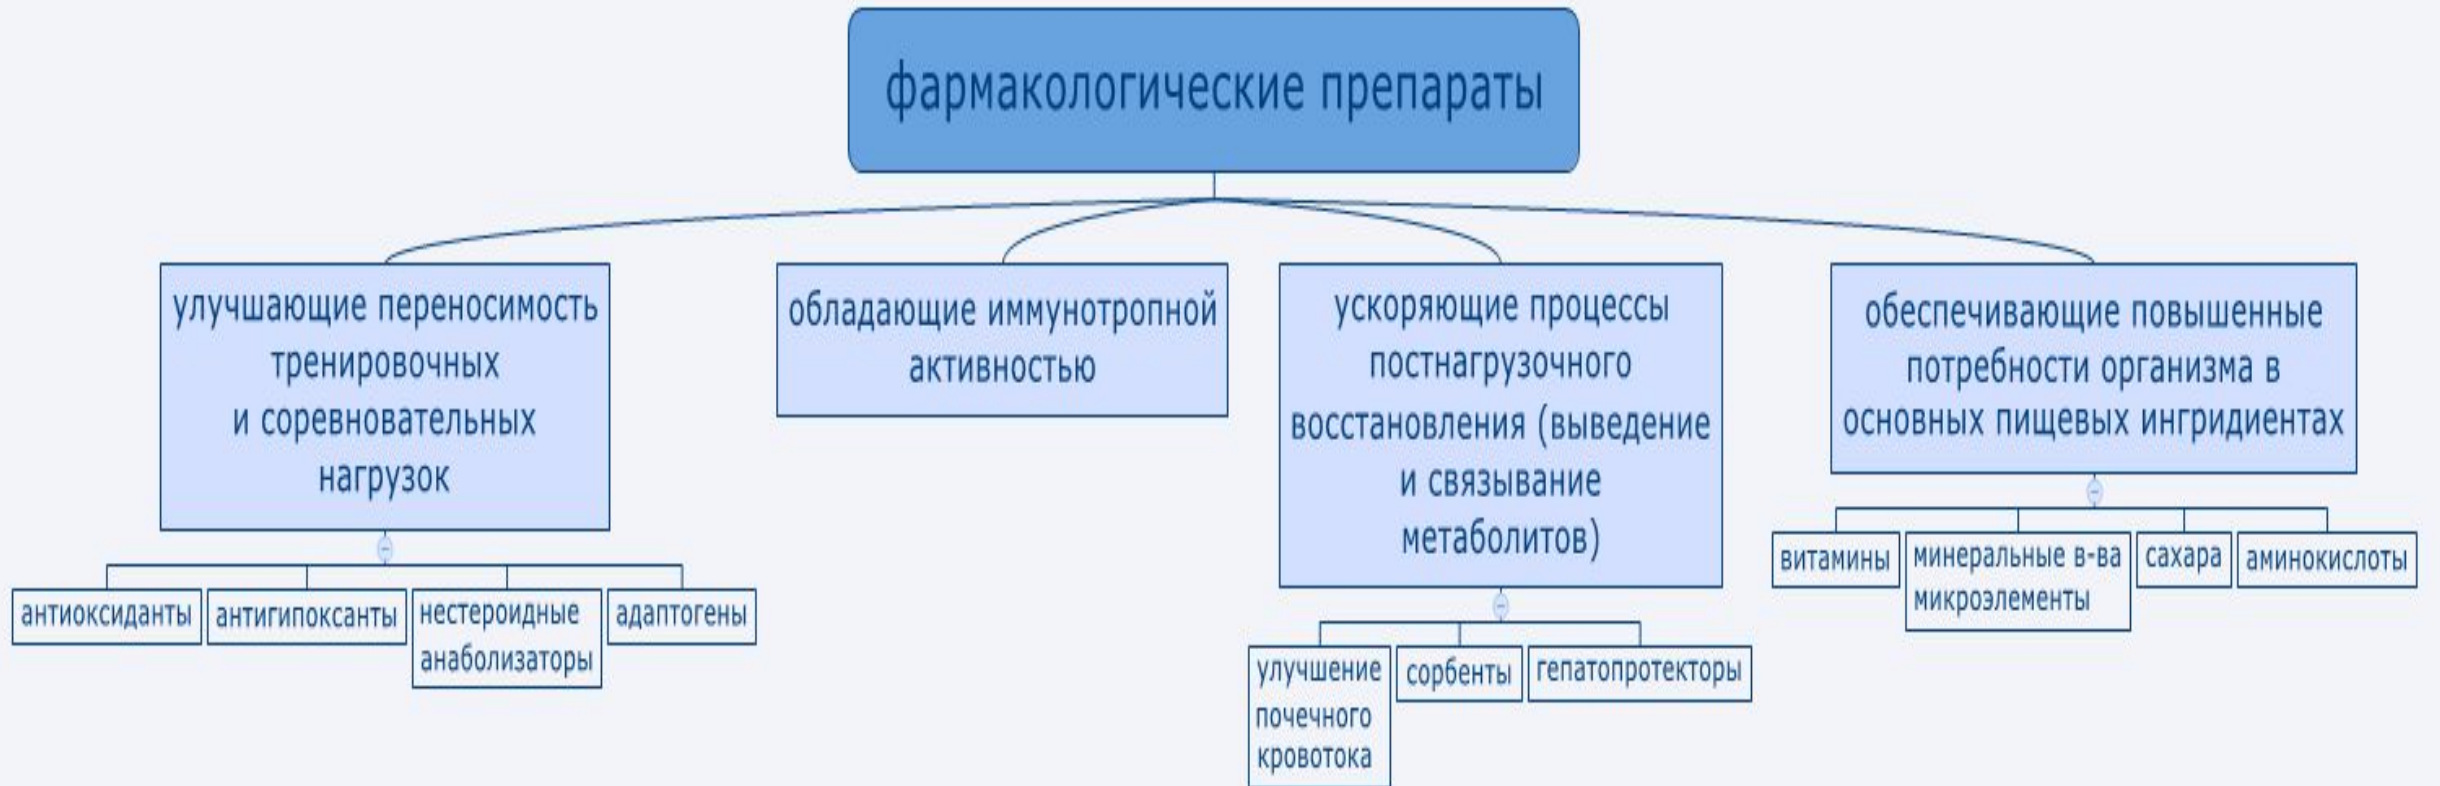 фармакологические препараты
улучшающие переносимость
тренировочных
и соревновательных
нагрузок
антиоксиданты
антигипоксанты
нестероидные
анаболизаторы
адаптогены
обладающие иммунотропной
активностью
ускоряющие процессы
постнагрузочного
восстановления (выведение
и связывание
метаболитов)
улучшение
почечного
кровотока
сорбенты
гепатопротекторы
обеспечивающие повышенные
потребности организма в
основных пищевых ингридиентах
витамины
минеральные в-ва
микроэлементы
сахара
аминокислоты